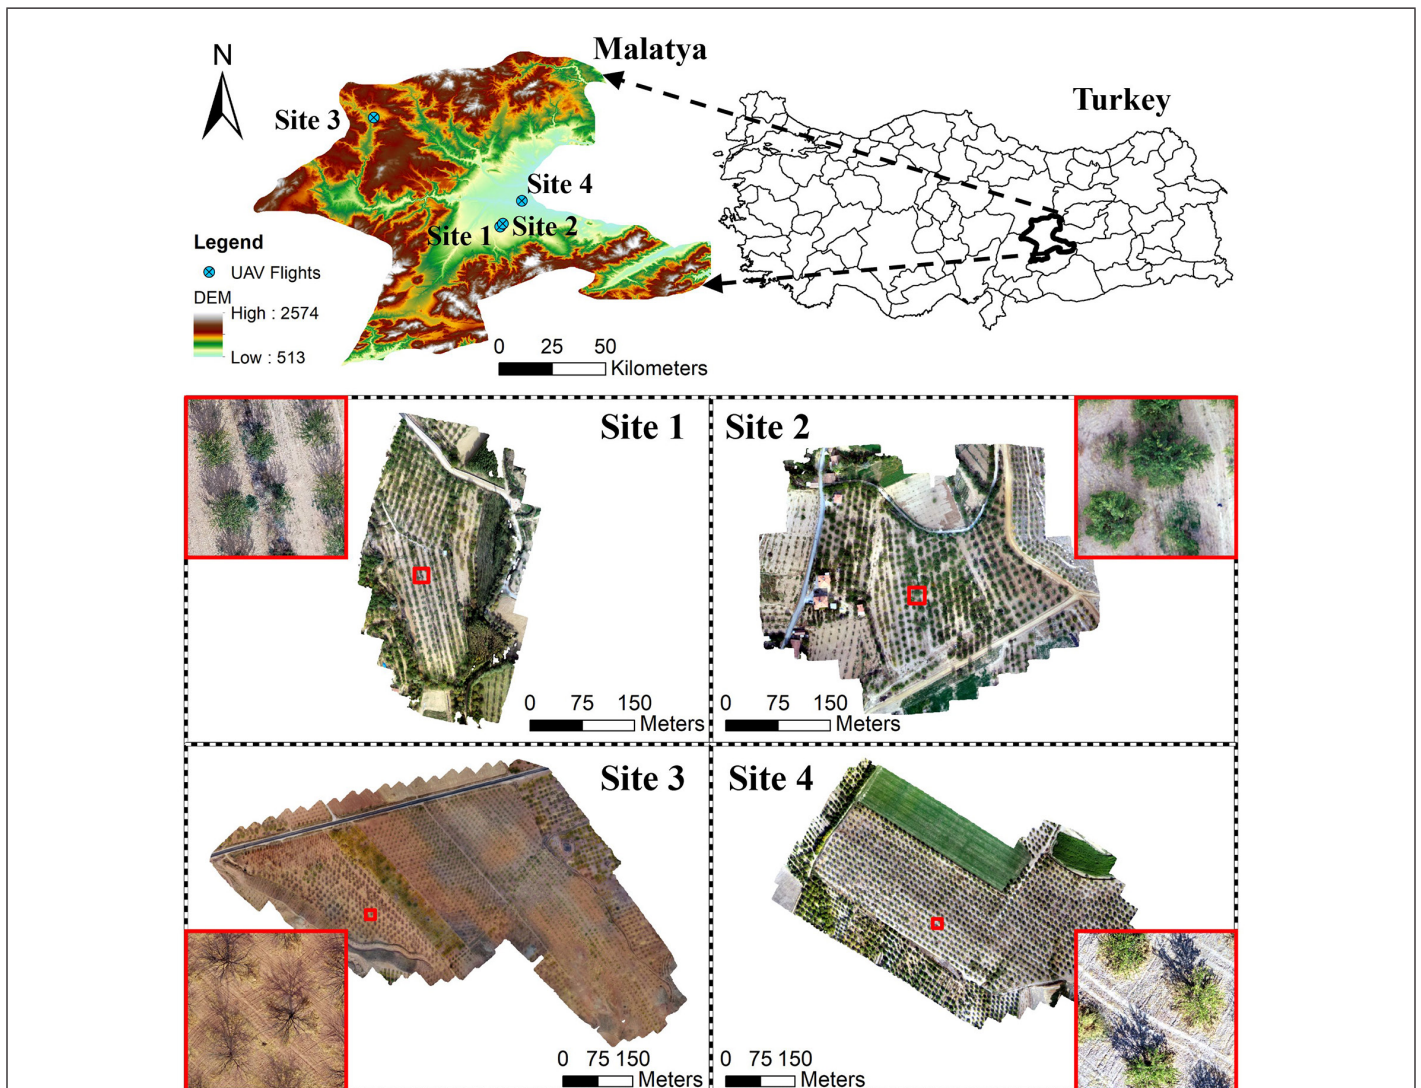 N
Malatya
Turkey
Site 3
Site 4
Site 1
Site 2
Legend
UAV Flights
DEM
High : 2574
Low : 513
0 25 50
Kilometers
Site 1
Site 2
0 75 150
Meters
0 75 150
Meters
Site 3
Site 4
0 75 150
Meters
0 75 150
Meters